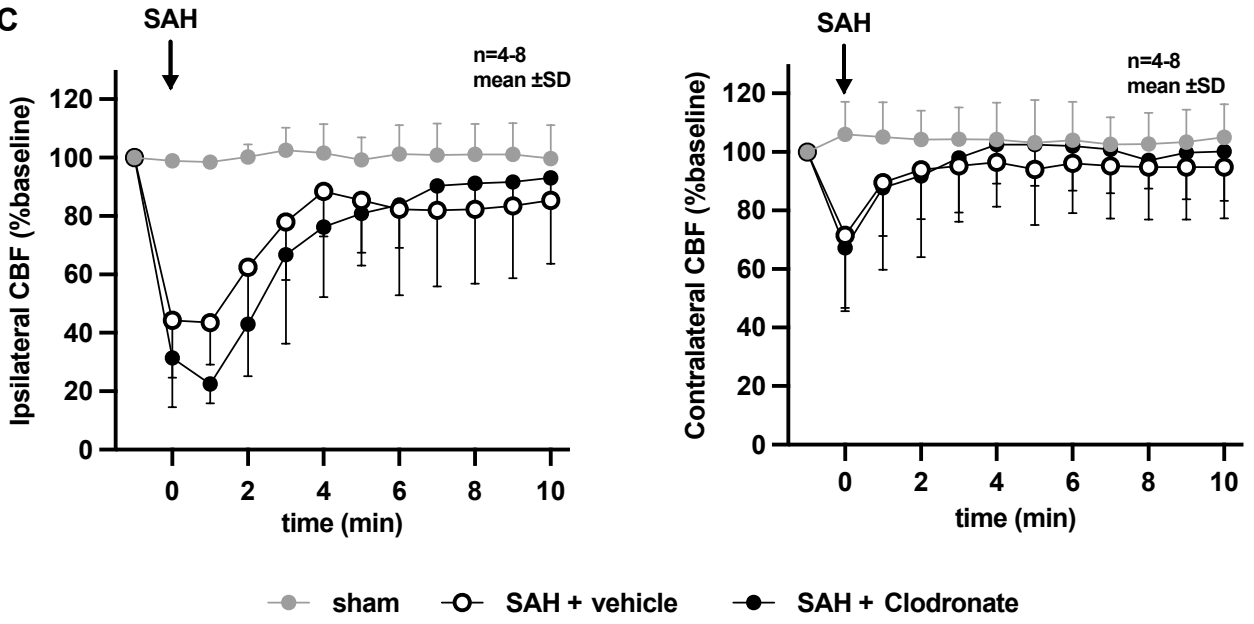 C
SAH
n=4-8
mean ±SD
Ipsilateral CBF (%baseline)
120
100
80
60
40
20
0
0 2 4 6 8 10
time (min)
SAH
n=4-8
mean ±SD
Contralateral CBF (%baseline)
120
100
80
60
40
20
0
0 2 4 6 8 10
time (min)
sham SAH + vehicle SAH + Clodronate